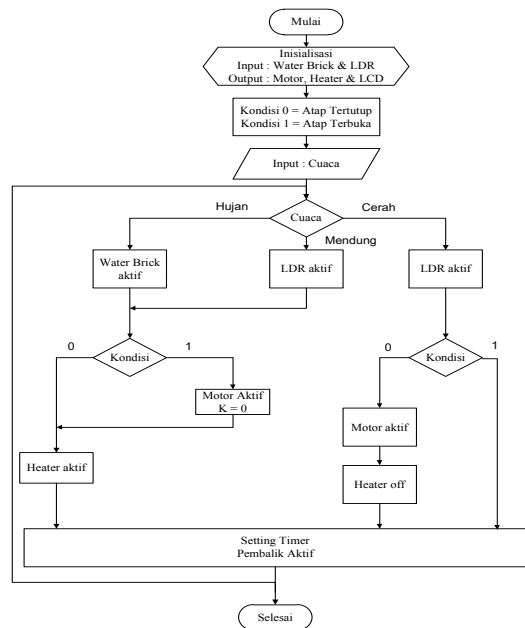 Mulai
Inisialisasi
Input : Water Brick & LDR
Output : Motor, Heater & LCD
Kondisi 0 = Atap Tertutup
Kondisi 1 = Atap Terbuka
Input : Cuaca
Hujan
Cuaca
Cerah
Mendung
Water Brick
aktif
LDR aktif
LDR aktif
0
Kondisi
1
0
Kondisi
1
Motor Aktif
K = 0
Motor aktif
Heater aktif
Heater off
Setting Timer
Pembalik Aktif
Selesai